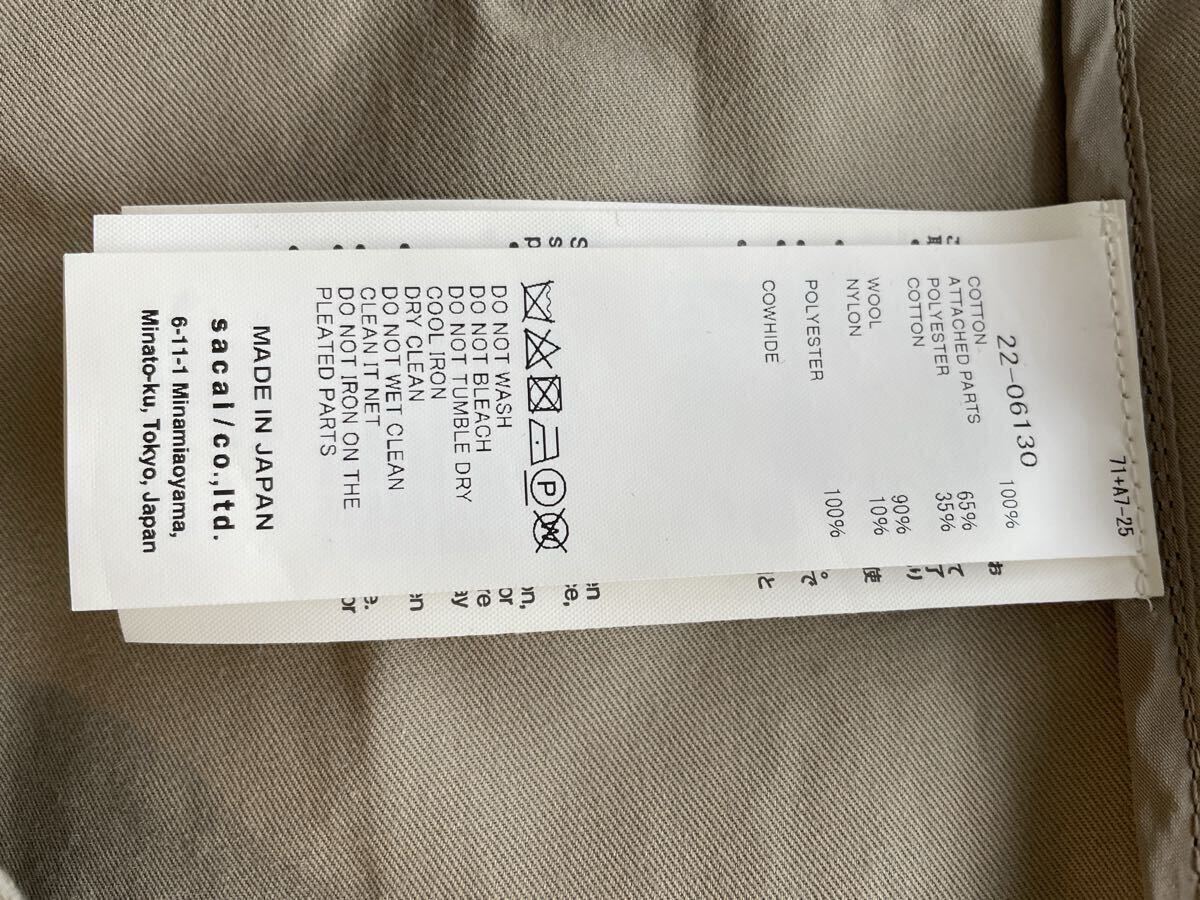 71+A7-25
22-06130
COTTON 100%
ATTACHED PARTS
POLYESTER 65%
COTTON 35%
WOOL 90%
NYLON 10%
POLYESTER 100%
COWHIDE
P
W
DO NOT WASH
DO NOT BLEACH
DO NOT TUMBLE DRY
COOL IRON
DRY CLEAN
DO NOT WET CLEAN
CLEAN IT NET
DO NOT IRON ON THE
PLEATED PARTS
MADE IN JAPAN
sacai/co.,ltd.
6-11-1 Minamiaoyama,
Minato-ku, Tokyo, Japan